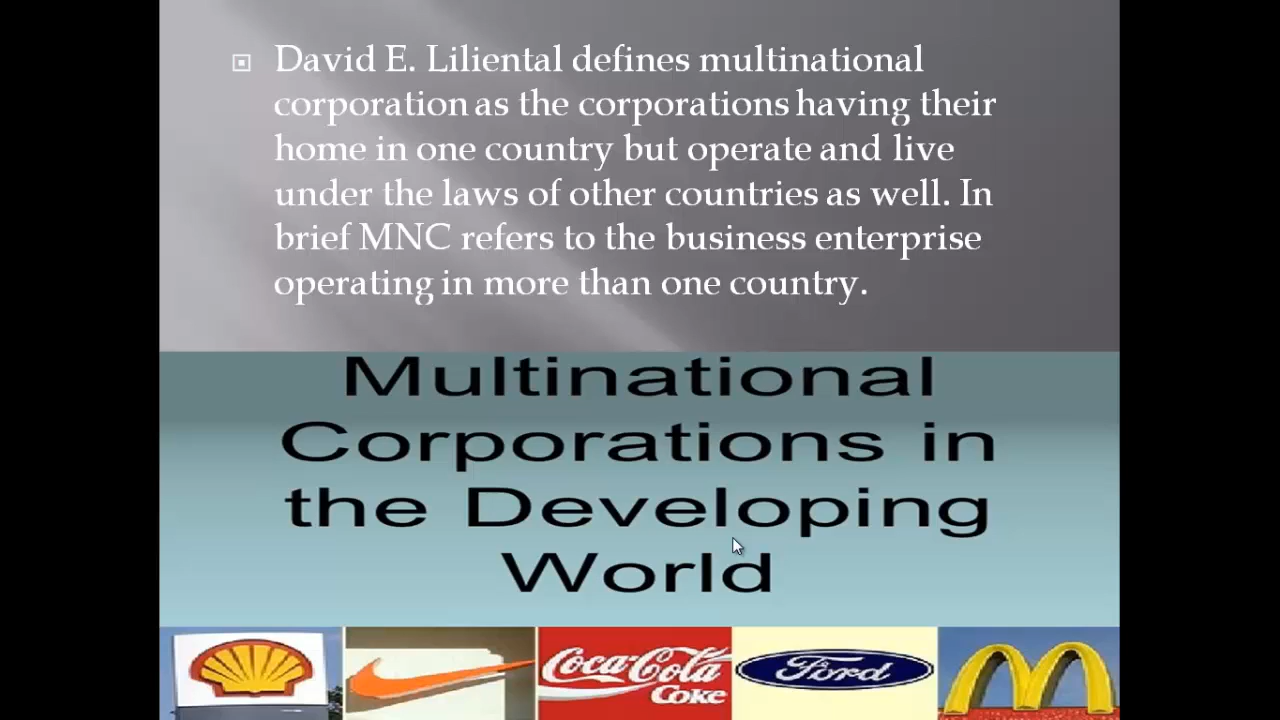 David E. Liliental defines multinational
corporation as the corporations having their
home in one country but operate and live
under the laws of other countries as well. In
brief MNC refers to the business enterprise
operating in more than one country.
Multinational
Corporations in
the Developing
World
Coca-Cola
Coke
Ford